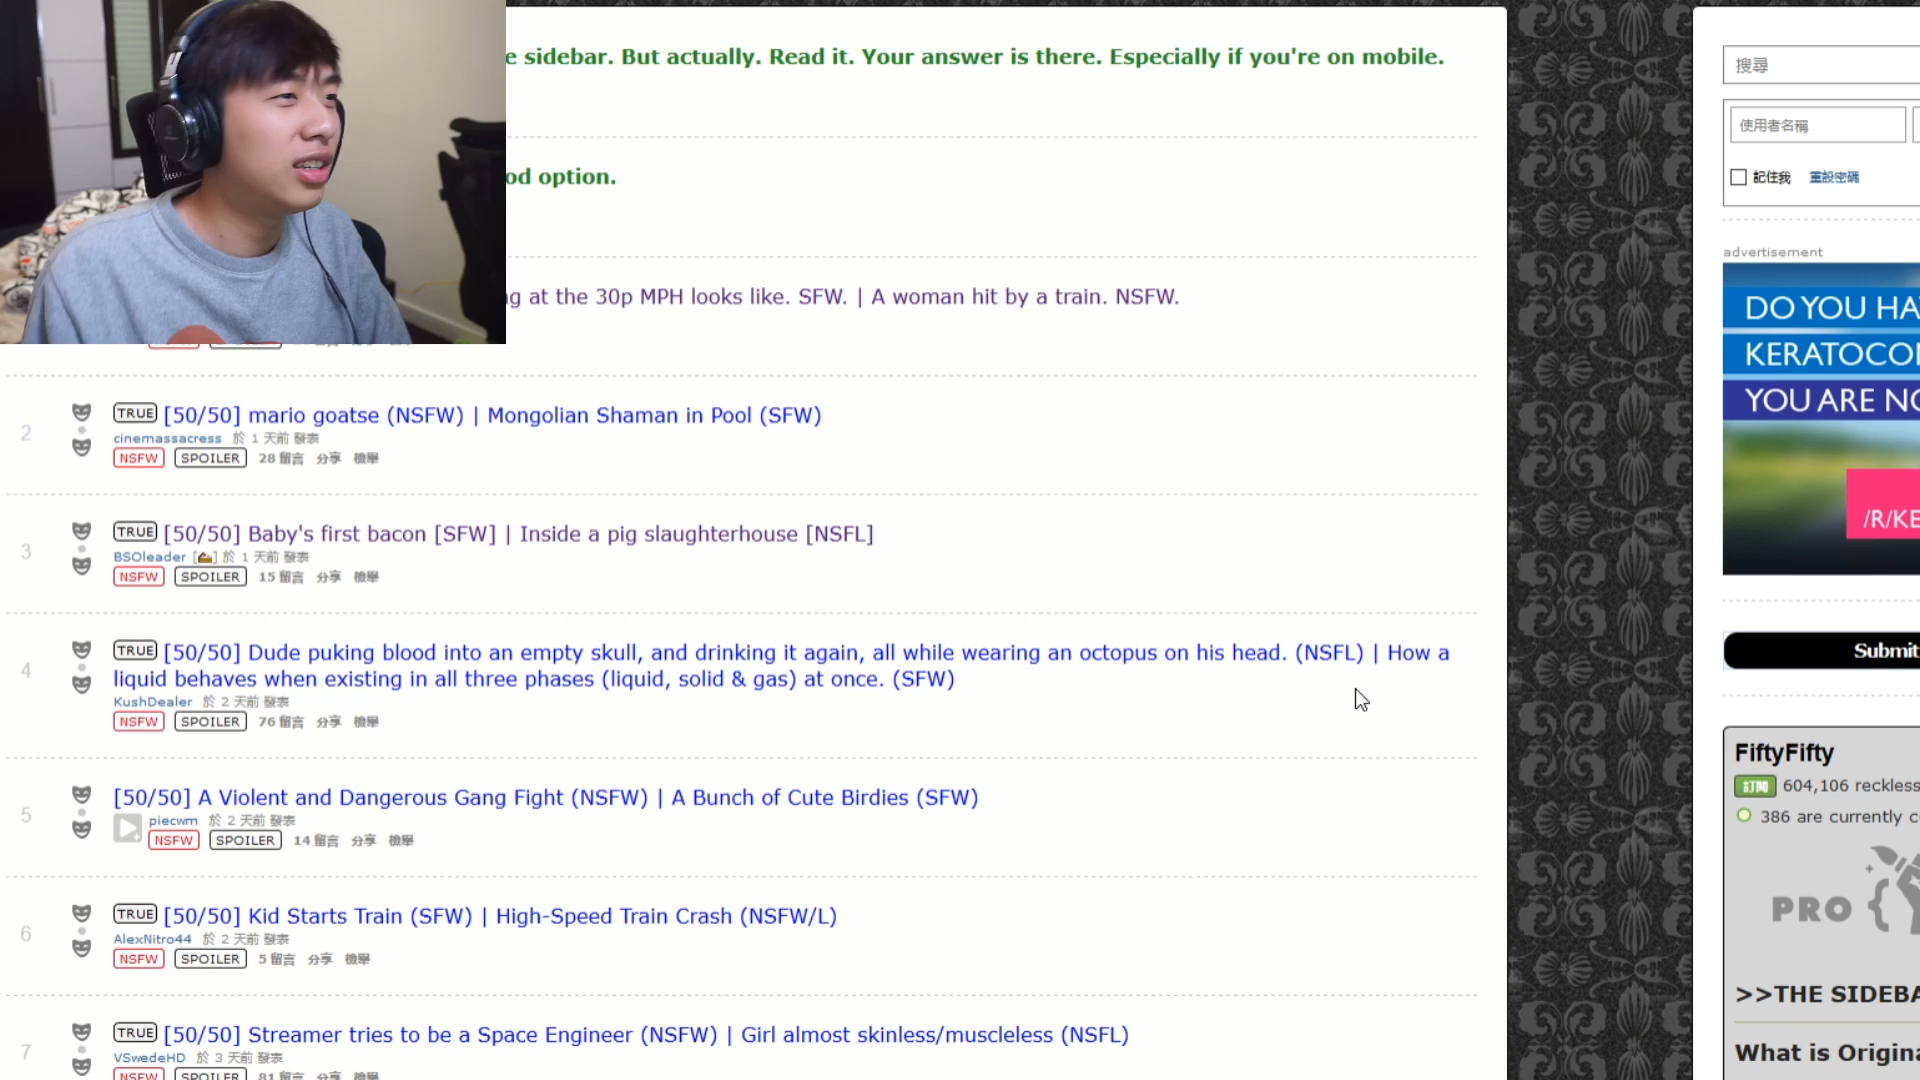 e sidebar. But actually. Read it. Your answer is there. Especially if you're on mobile.
od option.
ng at the 30p MPH looks like. SFW. | A woman hit by a train. NSFW.
2
TRUE [50/50] mario goatse (NSFW) | Mongolian Shaman in Pool (SFW)
cinemassacress 於 1 天前 發表
NSFW SPOILER 28 留言 分享 檢舉
3
TRUE [50/50] Baby's first bacon [SFW] | Inside a pig slaughterhouse [NSFL]
BSOleader [🍰] 於 1 天前 發表
NSFW SPOILER 15 留言 分享 檢舉
4
TRUE [50/50] Dude puking blood into an empty skull, and drinking it again, all while wearing an octopus on his head. (NSFL) | How a
liquid behaves when existing in all three phases (liquid, solid & gas) at once. (SFW)
KushDealer 於 2 天前 發表
NSFW SPOILER 76 留言 分享 檢舉
5
[50/50] A Violent and Dangerous Gang Fight (NSFW) | A Bunch of Cute Birdies (SFW)
piecwm 於 2 天前 發表
NSFW SPOILER 14 留言 分享 檢舉
6
TRUE [50/50] Kid Starts Train (SFW) | High-Speed Train Crash (NSFW/L)
AlexNitro44 於 2 天前 發表
NSFW SPOILER 5 留言 分享 檢舉
7
TRUE [50/50] Streamer tries to be a Space Engineer (NSFW) | Girl almost skinless/muscleless (NSFL)
VSwedeHD 於 3 天前 發表
NSFW SPOILER 81 留言 分享 檢舉
搜尋
使用者名稱
記住我 重設密碼
advertisement
DO YOU HA
KERATOCO
YOU ARE NO
/R/KE
Submit
FiftyFifty
訂閱 604,106 reckless
386 are currently c
PRO
>>THE SIDEBA
What is Origina